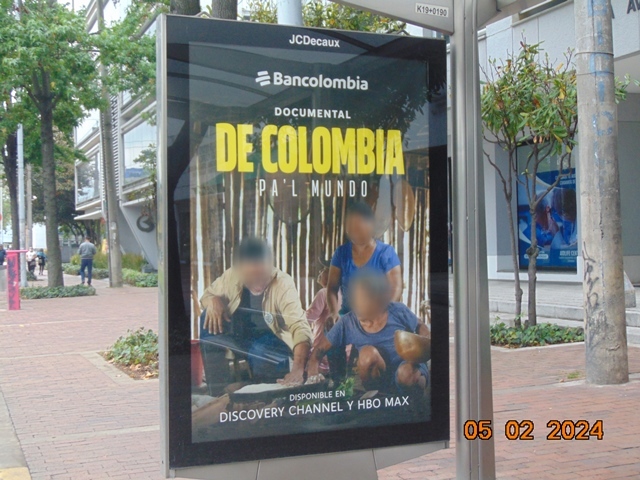 K19+0190
JCDecaux
Bancolombia
DOCUMENTAL
DE COLOMBIA
PA'L MUNDO
DISPONIBLE EN
DISCOVERY CHANNEL Y HBO MAX
05 02 2024